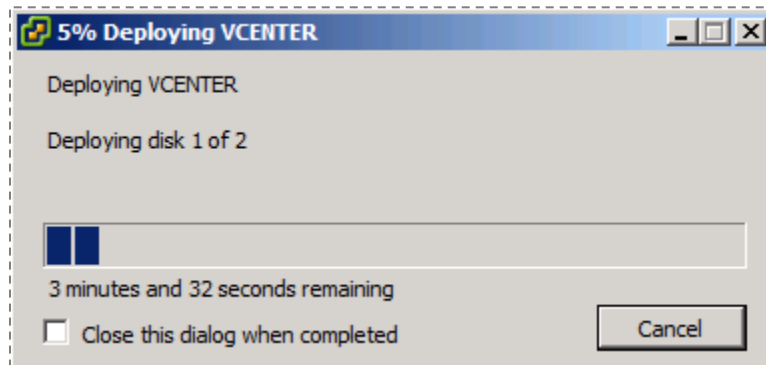 5% Deploying VCENTER
Deploying VCENTER
Deploying disk 1 of 2
3 minutes and 32 seconds remaining
Close this dialog when completed
Cancel